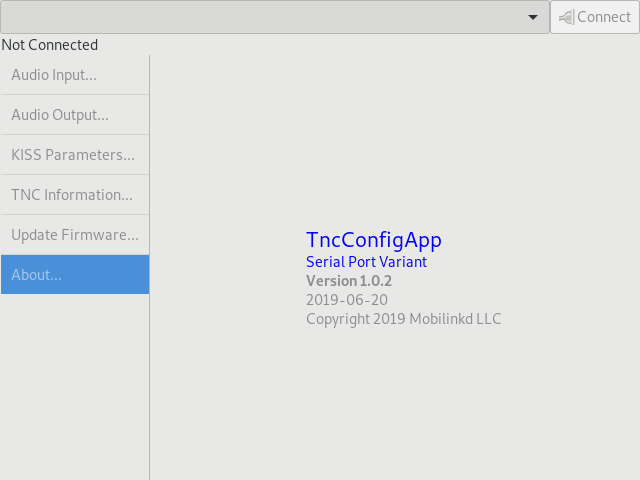 Connect
Not Connected
Audio Input...
Audio Output...
KISS Parameters...
TNC Information...
Update Firmware...
About...
TncConfigApp
Serial Port Variant
Version 1.0.2
2019-06-20
Copyright 2019 Mobilinkd LLC